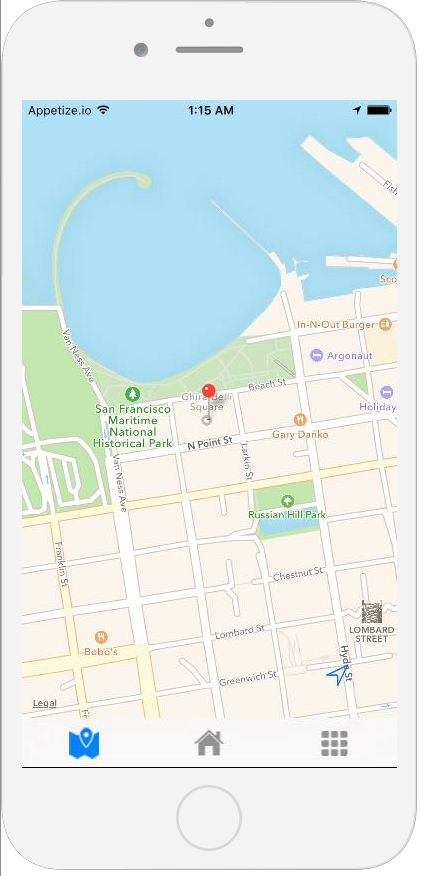 Appetize.io
1:15 AM
Fish
Sco
In-N-Out Burger
Van Ness Ave
Argonaut
Beach St
Holiday
Ghirardelli
Square
San Francisco
Maritime
National
Historical Park
Gary Danko
N Point St
Larkin St
Van Ness Ave
Russian Hill Park
Franklin St
Chestnut St
LOMBARD
STREET
Lombard St
Bobo's
Hyde St
Greenwich St
Legal
Fr